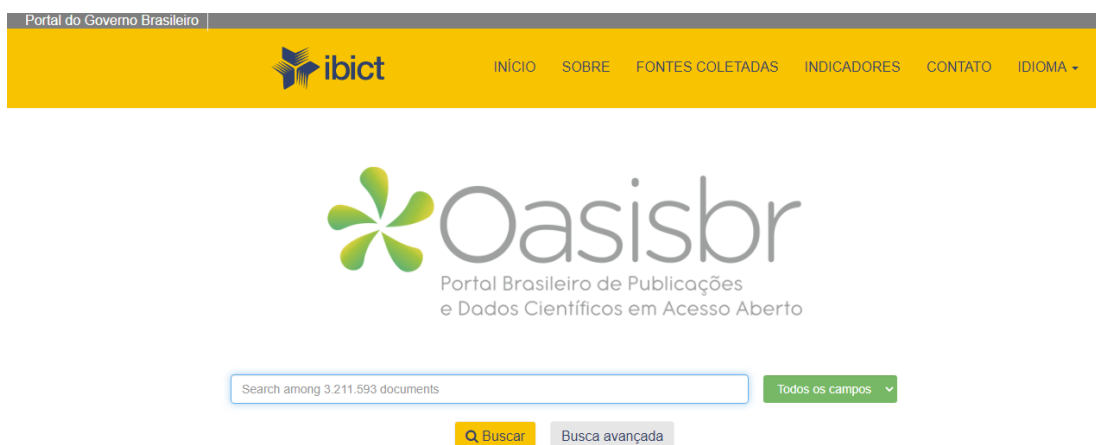 Portal do Governo Brasileiro
ibict
INÍCIO SOBRE FONTES COLETADAS INDICADORES CONTATO IDIOMA
Oasisbr
Portal Brasileiro de Publicações
e Dados Científicos em Acesso Aberto
Search among 3.211.593 documents Todos os campos
Buscar Busca avançada